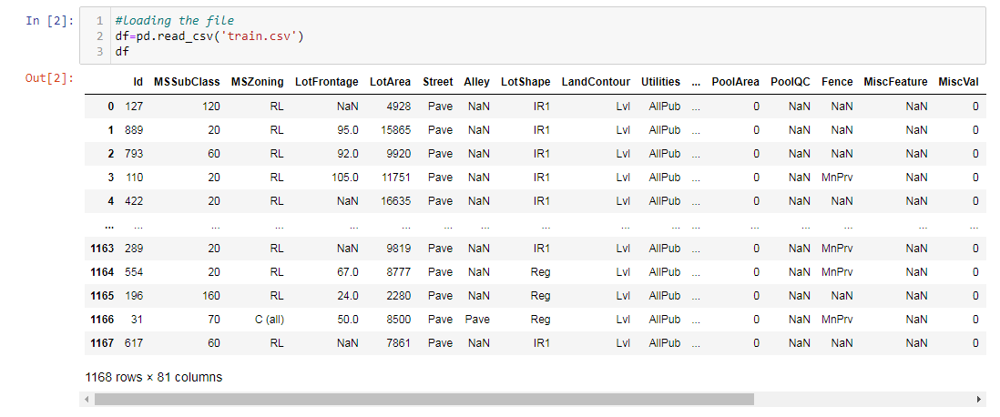 In [2]:
1 #loading the file
2 df=pd.read_csv('train.csv')
3 df
Out[2]:
Id MSSubClass MSZoning LotFrontage LotArea Street Alley LotShape LandContour Utilities ... PoolArea PoolQC Fence MiscFeature MiscVal
0 127 120 RL NaN 4928 Pave NaN IR1 Lvl AllPub ... 0 NaN NaN NaN 0
1 889 20 RL 95.0 15865 Pave NaN IR1 Lvl AllPub ... 0 NaN NaN NaN 0
2 793 60 RL 92.0 9920 Pave NaN IR1 Lvl AllPub ... 0 NaN NaN NaN 0
3 110 20 RL 105.0 11751 Pave NaN IR1 Lvl AllPub ... 0 NaN MnPrv NaN 0
4 422 20 RL NaN 16635 Pave NaN IR1 Lvl AllPub ... 0 NaN NaN NaN 0
... ... ... ... ... ... ... ... ... ... ... ... ... ... ... ... ...
1163 289 20 RL NaN 9819 Pave NaN IR1 Lvl AllPub ... 0 NaN MnPrv NaN 0
1164 554 20 RL 67.0 8777 Pave NaN Reg Lvl AllPub ... 0 NaN MnPrv NaN 0
1165 196 160 RL 24.0 2280 Pave NaN Reg Lvl AllPub ... 0 NaN NaN NaN 0
1166 31 70 C (all) 50.0 8500 Pave Pave Reg Lvl AllPub ... 0 NaN MnPrv NaN 0
1167 617 60 RL NaN 7861 Pave NaN IR1 Lvl AllPub ... 0 NaN NaN NaN 0
1168 rows × 81 columns